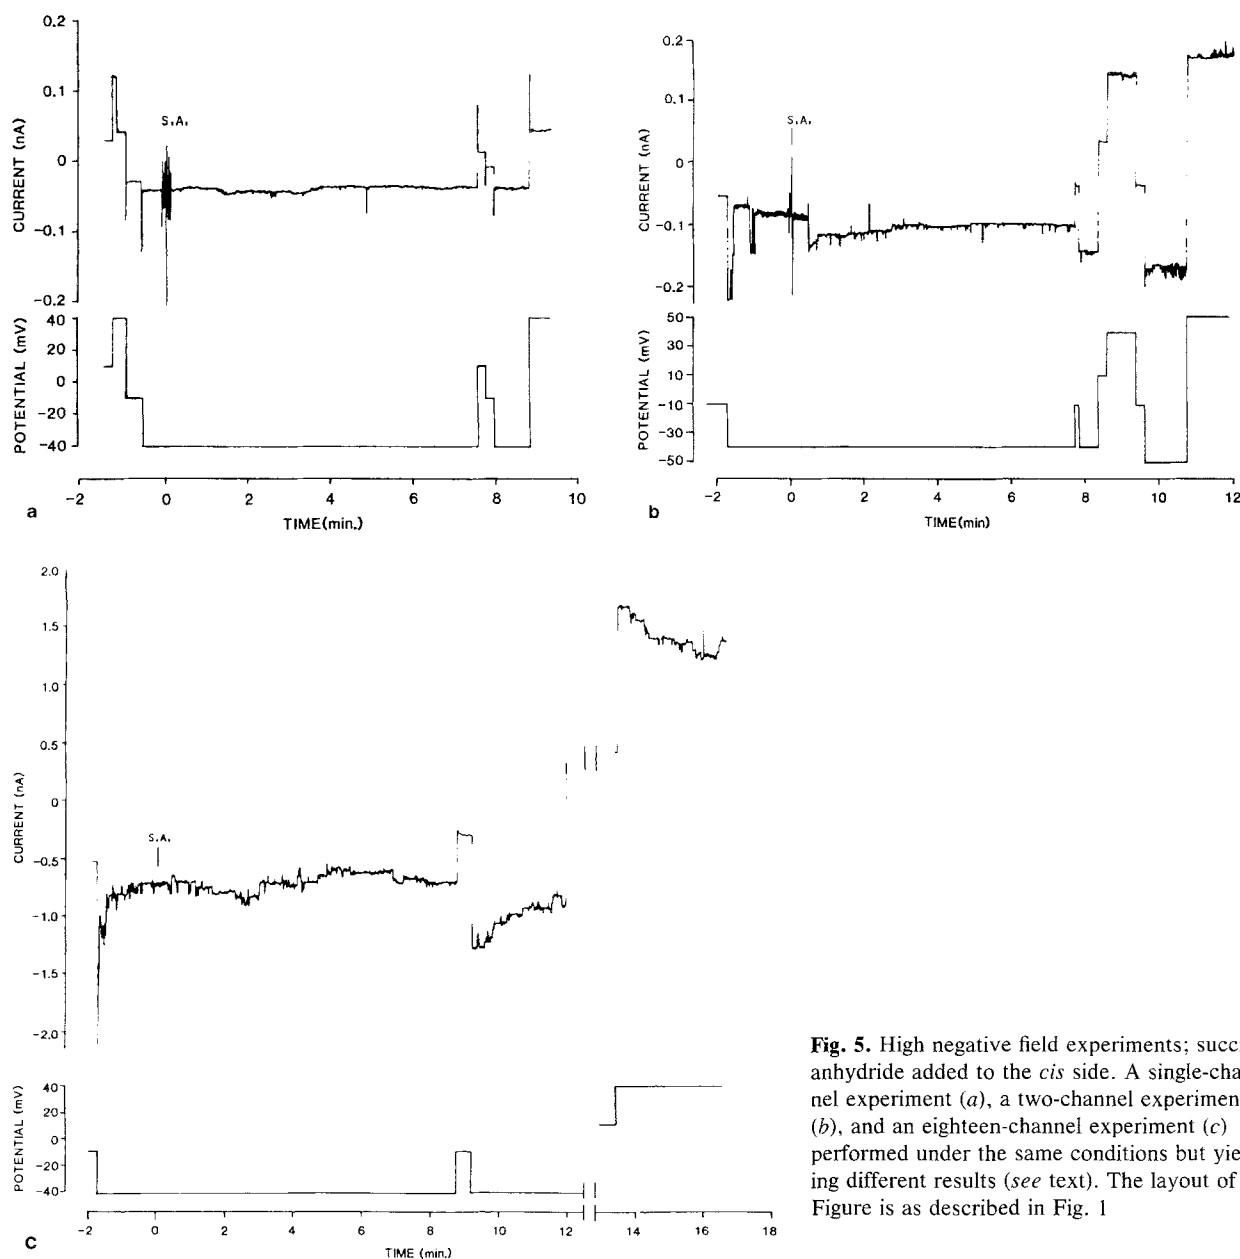 0.2
0.1
0
-0.1
-0.2
CURRENT (nA)
S.A.
40
20
0
-20
-40
POTENTIAL (mV)
-2 0 2 4 6 8 10
TIME(min.)
a
0.2
0.1
0
-0.1
-0.2
CURRENT (nA)
S.A.
50
30
10
-10
-30
-50
POTENTIAL (mV)
-2 0 2 4 6 8 10 12
TIME(min)
b
2.0
1.5
1.0
0.5
0
-0.5
-1.0
-1.5
-2.0
CURRENT (nA)
S.A.
40
20
0
-20
-40
POTENTIAL (mV)
-2 0 2 4 6 8 10 12 14 16 18
TIME (min.)
c
Fig. 5. High negative field experiments; succ
anhydride added to the cis side. A single-cha
nel experiment (a), a two-channel experimen
(b), and an eighteen-channel experiment (c)
performed under the same conditions but yie
ing different results (see text). The layout of
Figure is as described in Fig. 1